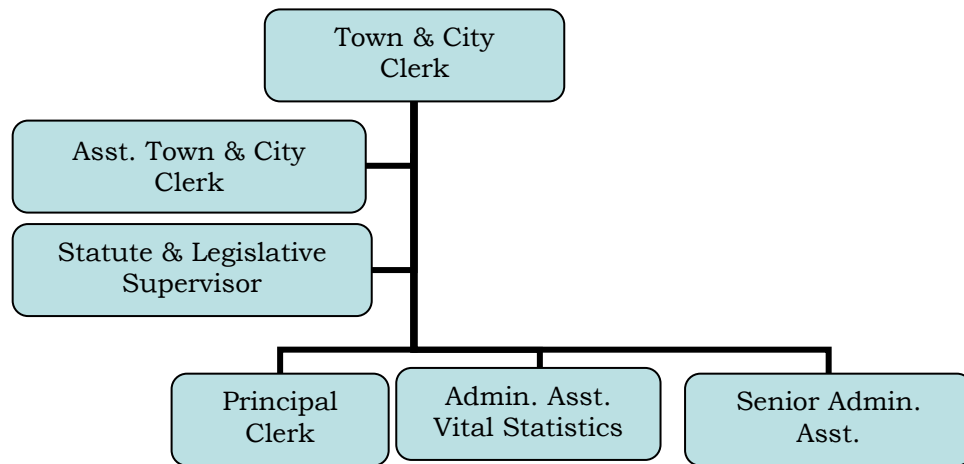 Town & City
Clerk
Asst. Town & City
Clerk
Statute & Legislative
Supervisor
Principal
Clerk
Admin. Asst.
Vital Statistics
Senior Admin.
Asst.